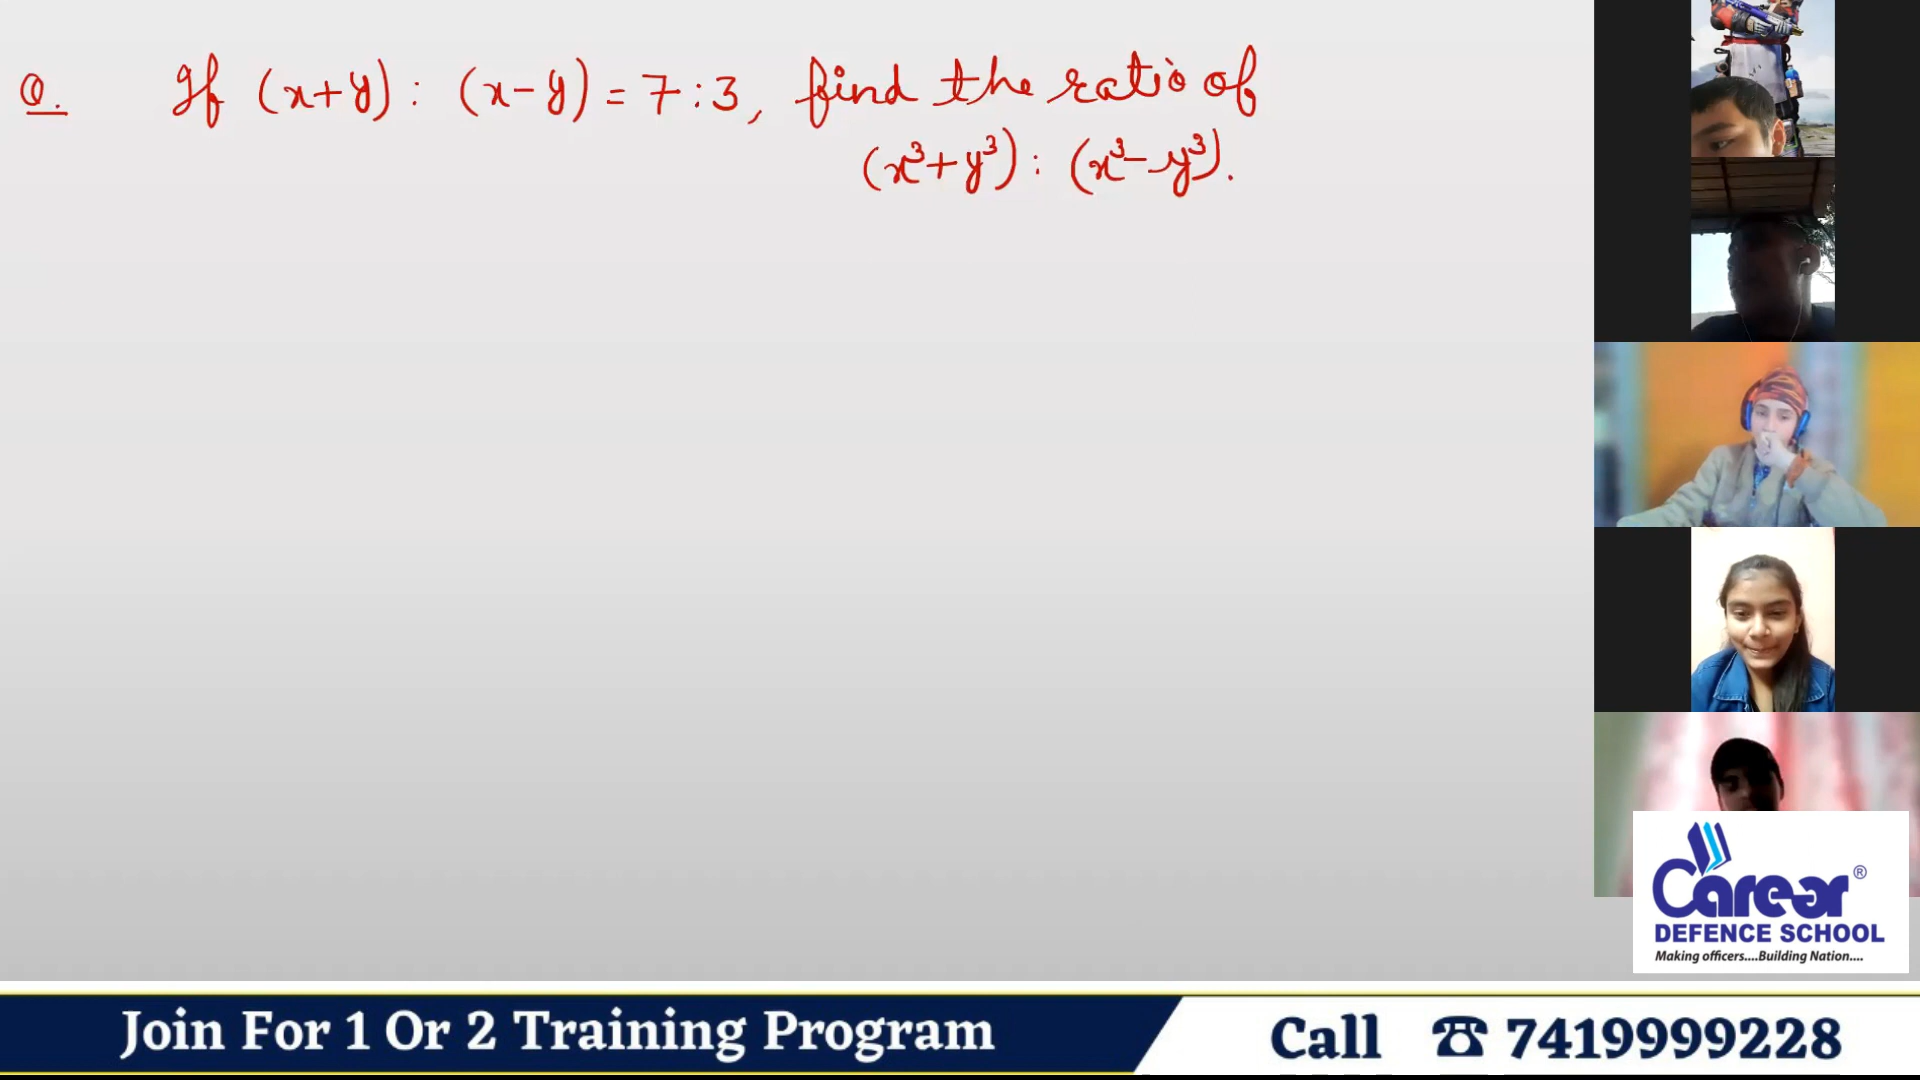 Q. If (x+y) : (x-y) = 7:3, find the ratio of
(x³+y³) : (x³-y³).
Career®
DEFENCE SCHOOL
Making officers....Building Nation....
Join For 1 Or 2 Training Program
Call ☎ 7419999228